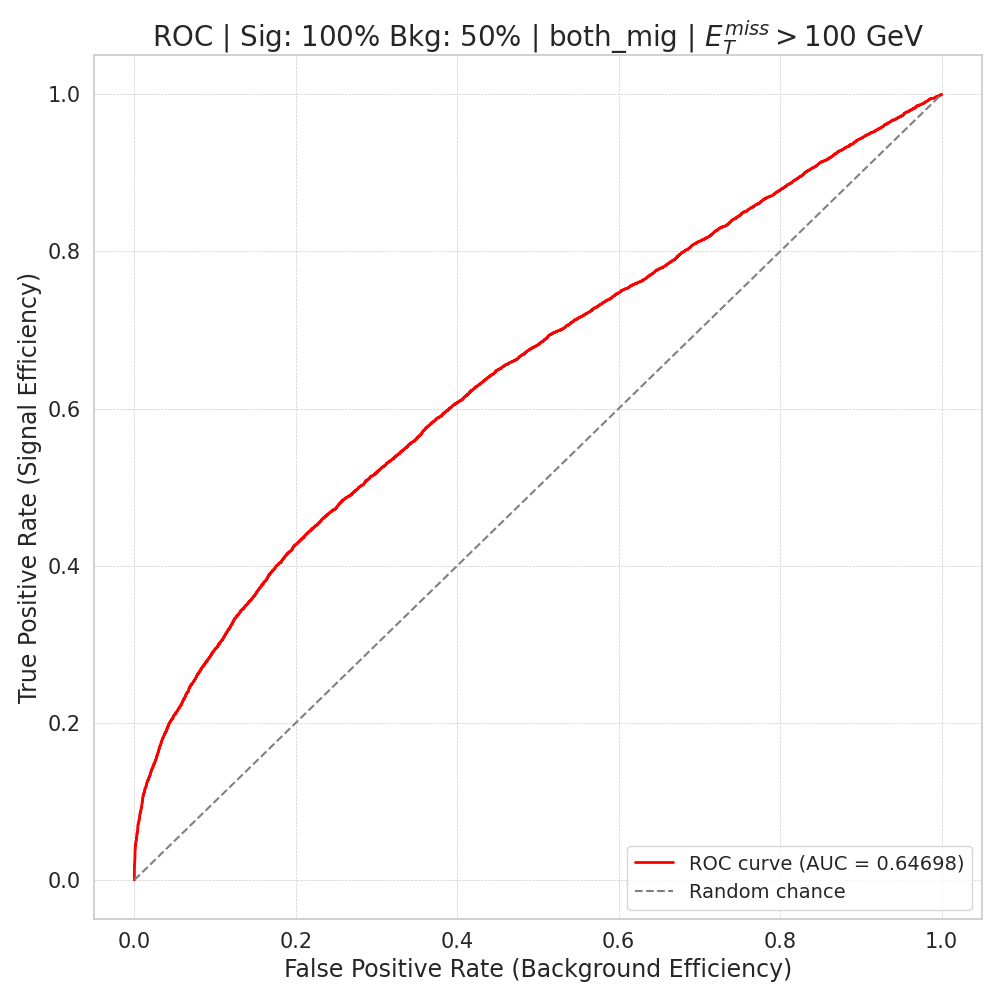 ROC | Sig: 100% Bkg: 50% | both_mig | $E_T^{miss} > 100$ GeV
True Positive Rate (Signal Efficiency)
1.0
0.8
0.6
0.4
0.2
0.0
ROC curve (AUC = 0.64698)
Random chance
0.0 0.2 0.4 0.6 0.8 1.0
False Positive Rate (Background Efficiency)